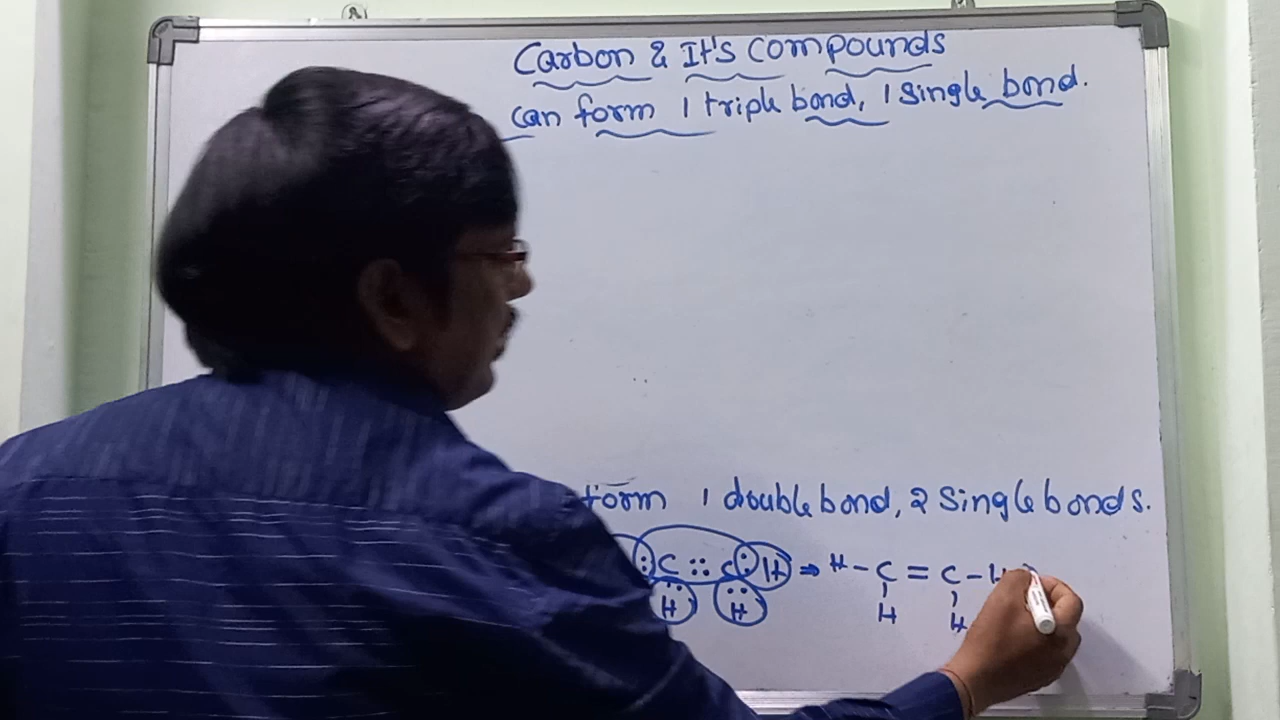 Carbon & It's Compounds
can form 1 triple bond, 1 single bond.
form 1 double bond, 2 Single bonds.
: C :: C : H ⇒ H - C = C - H
H H H H